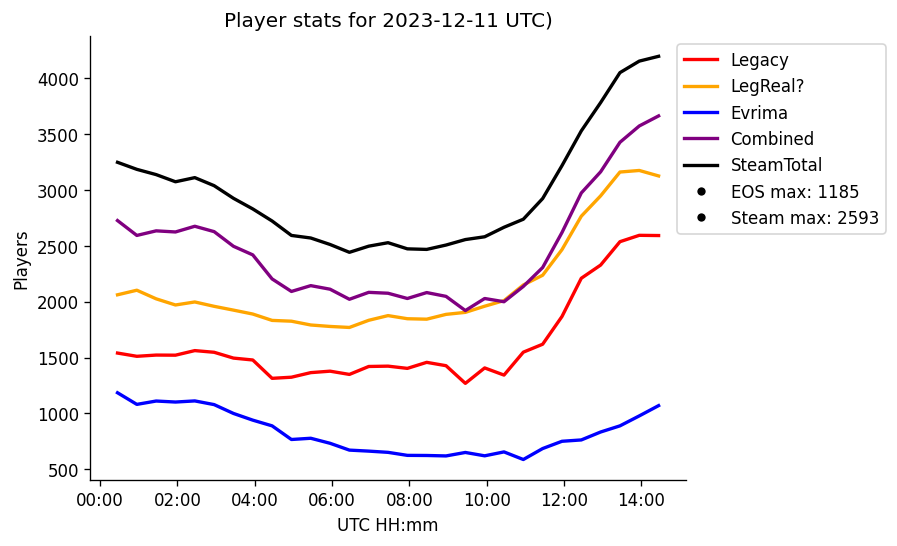 Player stats for 2023-12-11 UTC)
Players
4000
3500
3000
2500
2000
1500
1000
500
00:00 02:00 04:00 06:00 08:00 10:00 12:00 14:00
UTC HH:mm
Legacy
LegReal?
Evrima
Combined
SteamTotal
EOS max: 1185
Steam max: 2593